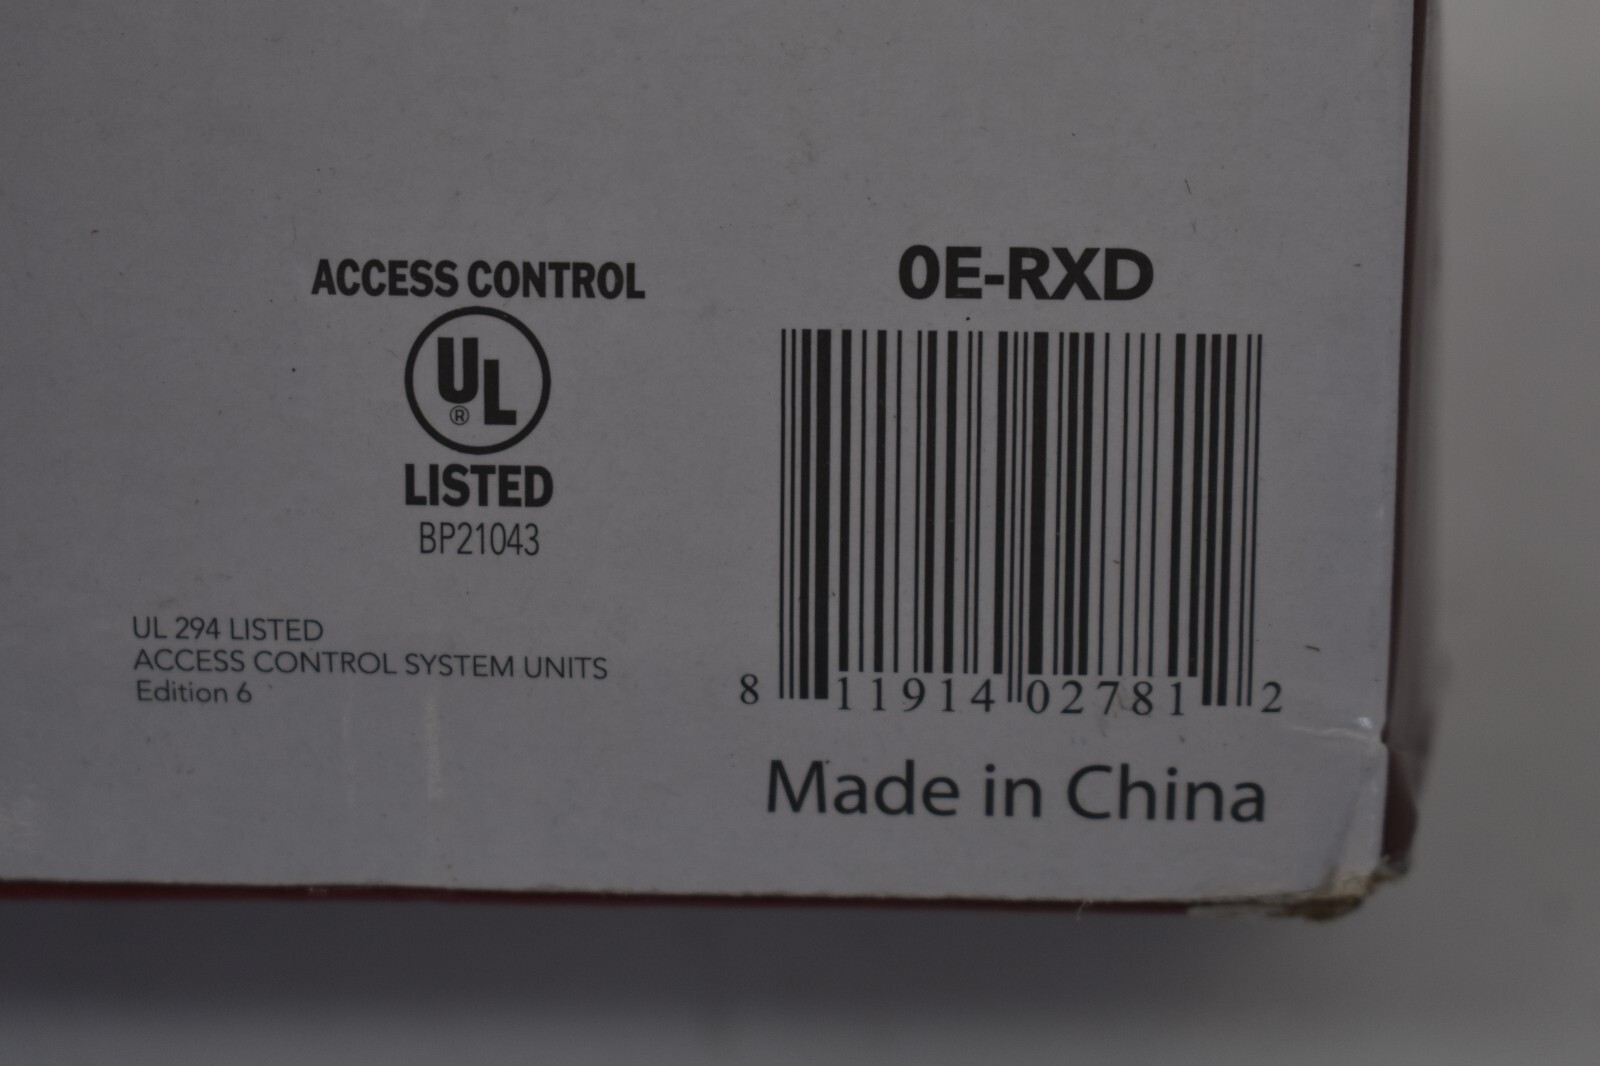 ACCESS CONTROL
UL
®
LISTED
BP21043
UL 294 LISTED
ACCESS CONTROL SYSTEM UNITS
Edition 6
0E-RXD
8 11914 02781 2
Made in China